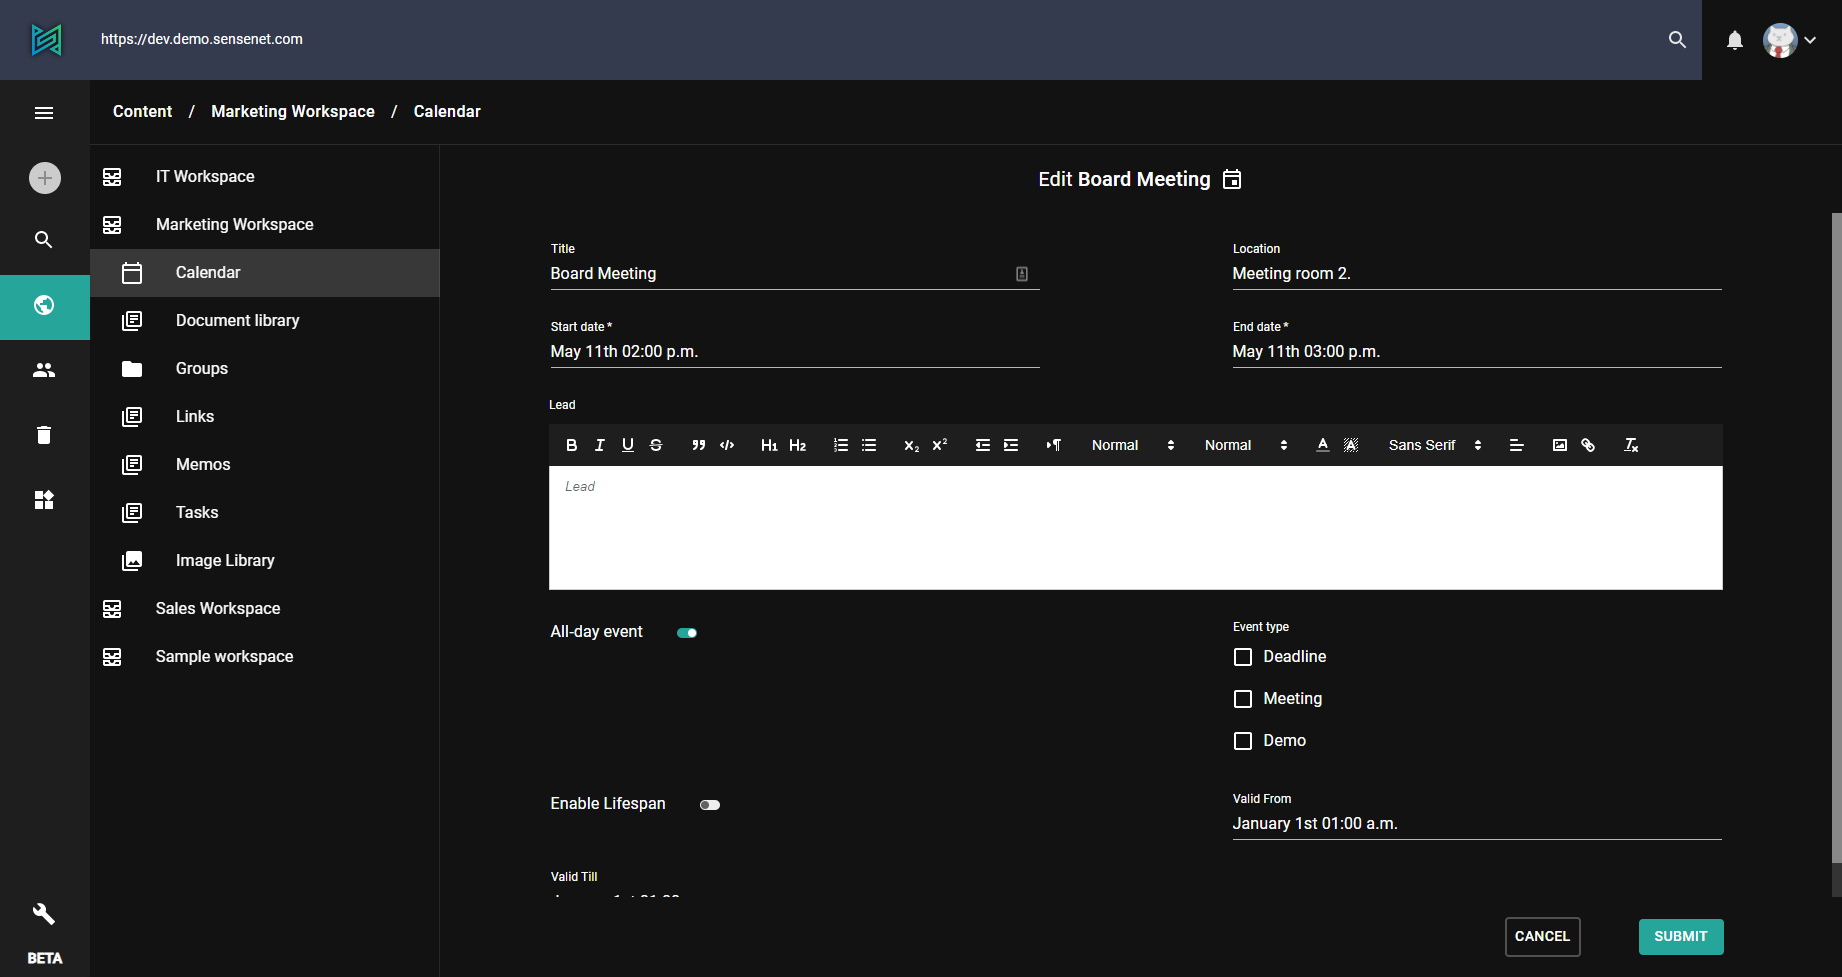 https://dev.demo.sensenet.com
Content / Marketing Workspace / Calendar
IT Workspace
Marketing Workspace
Calendar
Document library
Groups
Links
Memos
Tasks
Image Library
Sales Workspace
Sample workspace
BETA
Edit Board Meeting
Title
Board Meeting
Location
Meeting room 2.
Start date *
May 11th 02:00 p.m.
End date *
May 11th 03:00 p.m.
Lead
B I U S H1 H2 x2 x2 Normal Normal A A Sans Serif Tx
Lead
All-day event
Event type
Deadline
Meeting
Demo
Enable Lifespan
Valid From
January 1st 01:00 a.m.
Valid Till
CANCEL
SUBMIT